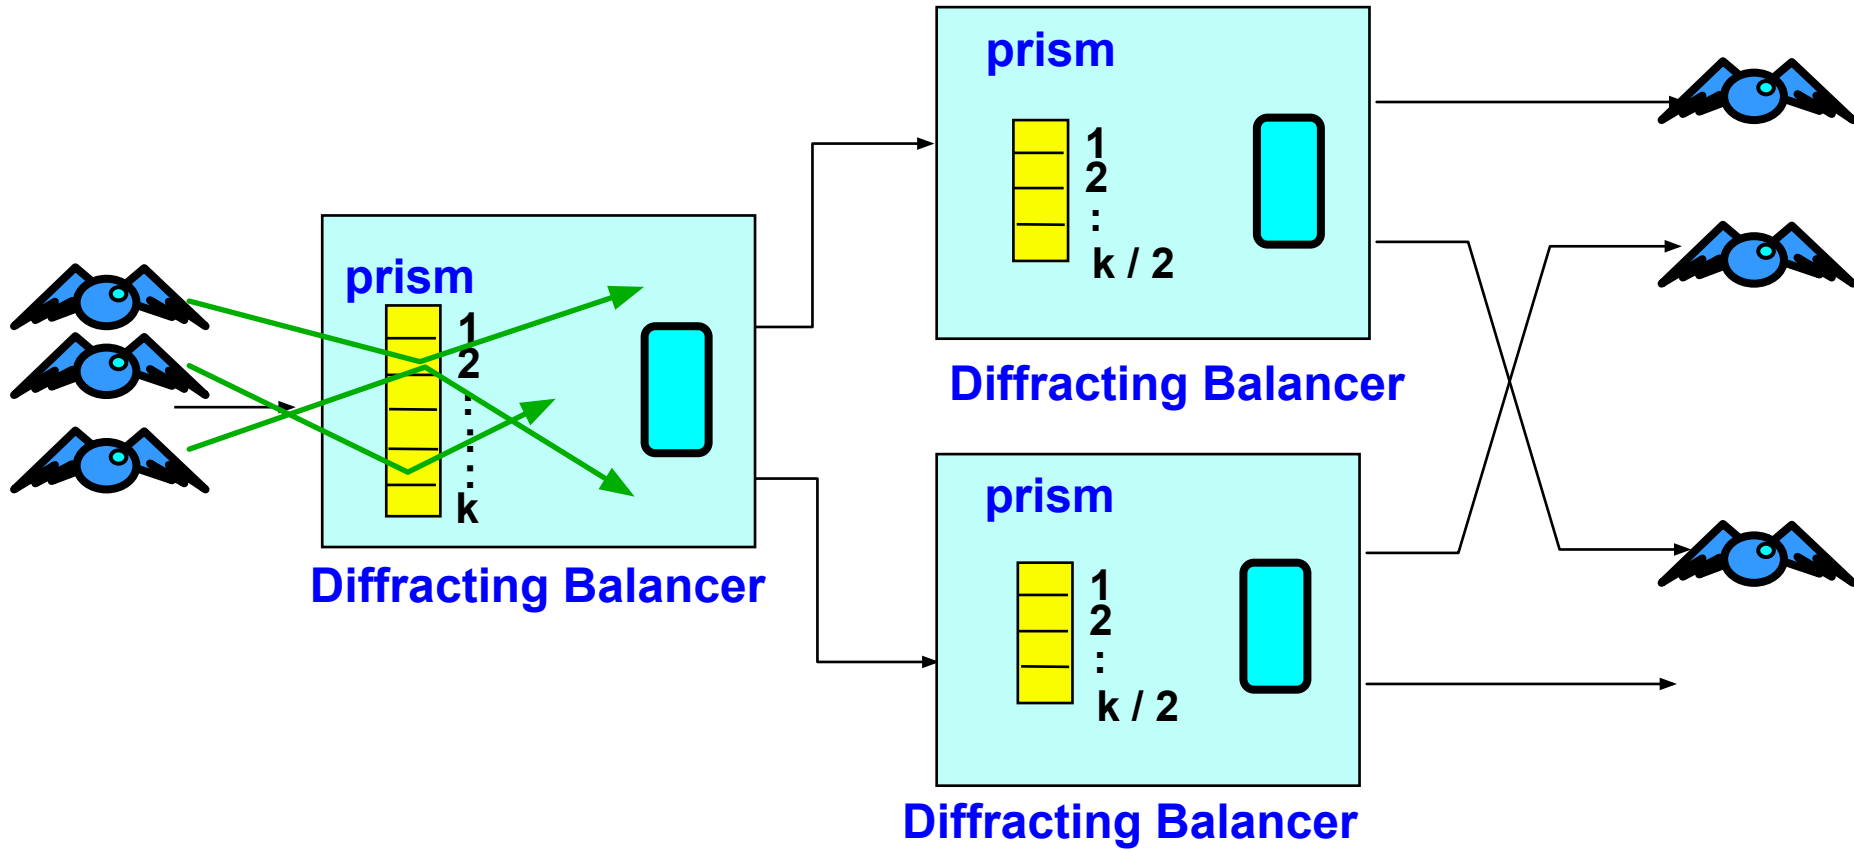 prism
1
2
:
:
:
k
Diffracting Balancer
prism
1
2
:
k / 2
Diffracting Balancer
prism
1
2
:
k / 2
Diffracting Balancer